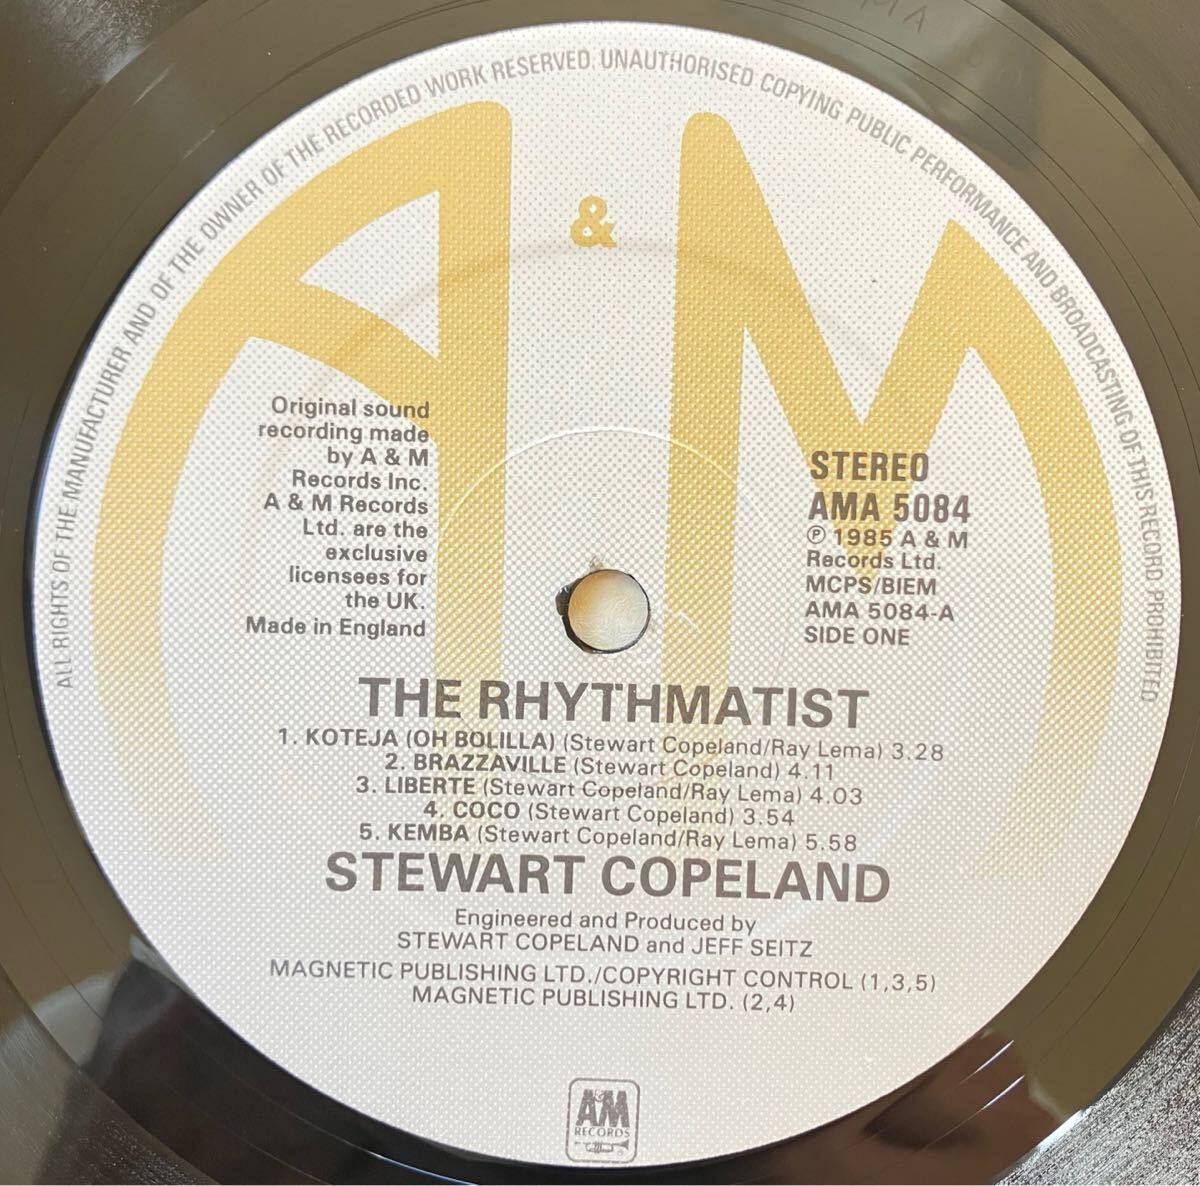 ALL RIGHTS OF THE MANUFACTURER AND OF THE OWNER OF THE RECORDED WORK RESERVED. UNAUTHORISED COPYING PUBLIC PERFORMANCE AND BROADCASTING OF THIS RECORD PROHIBITED
A&M
Original sound
recording made
by A & M
Records Inc.
A & M Records
Ltd. are the
exclusive
licensees for
the UK.
Made in England
STEREO
AMA 5084
℗ 1985 A & M
Records Ltd.
MCPS/BIEM
AMA 5084-A
SIDE ONE
THE RHYTHMATIST
1. KOTEJA (OH BOLILLA) (Stewart Copeland/Ray Lema) 3.28
2. BRAZZAVILLE (Stewart Copeland) 4.11
3. LIBERTE (Stewart Copeland/Ray Lema) 4.03
4. COCO (Stewart Copeland) 3.54
5. KEMBA (Stewart Copeland/Ray Lema) 5.58
STEWART COPELAND
Engineered and Produced by
STEWART COPELAND and JEFF SEITZ
MAGNETIC PUBLISHING LTD./COPYRIGHT CONTROL (1,3,5)
MAGNETIC PUBLISHING LTD. (2,4)
A&M
RECORDS